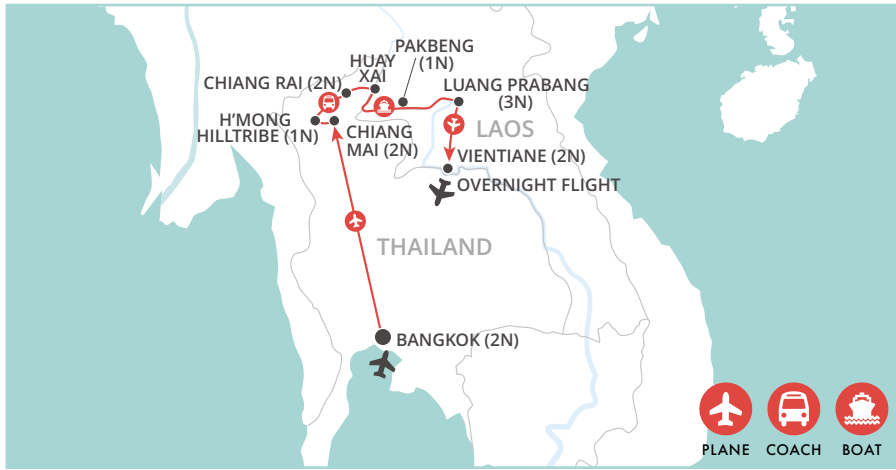 PAKBENG
(1N)
HUAY
XAI
CHIANG RAI (2N)
LUANG PRABANG
(3N)
H'MONG
HILLTRIBE (1N)
CHIANG
MAI (2N)
LAOS
VIENTIANE (2N)
OVERNIGHT FLIGHT
THAILAND
BANGKOK (2N)
PLANE
COACH
BOAT